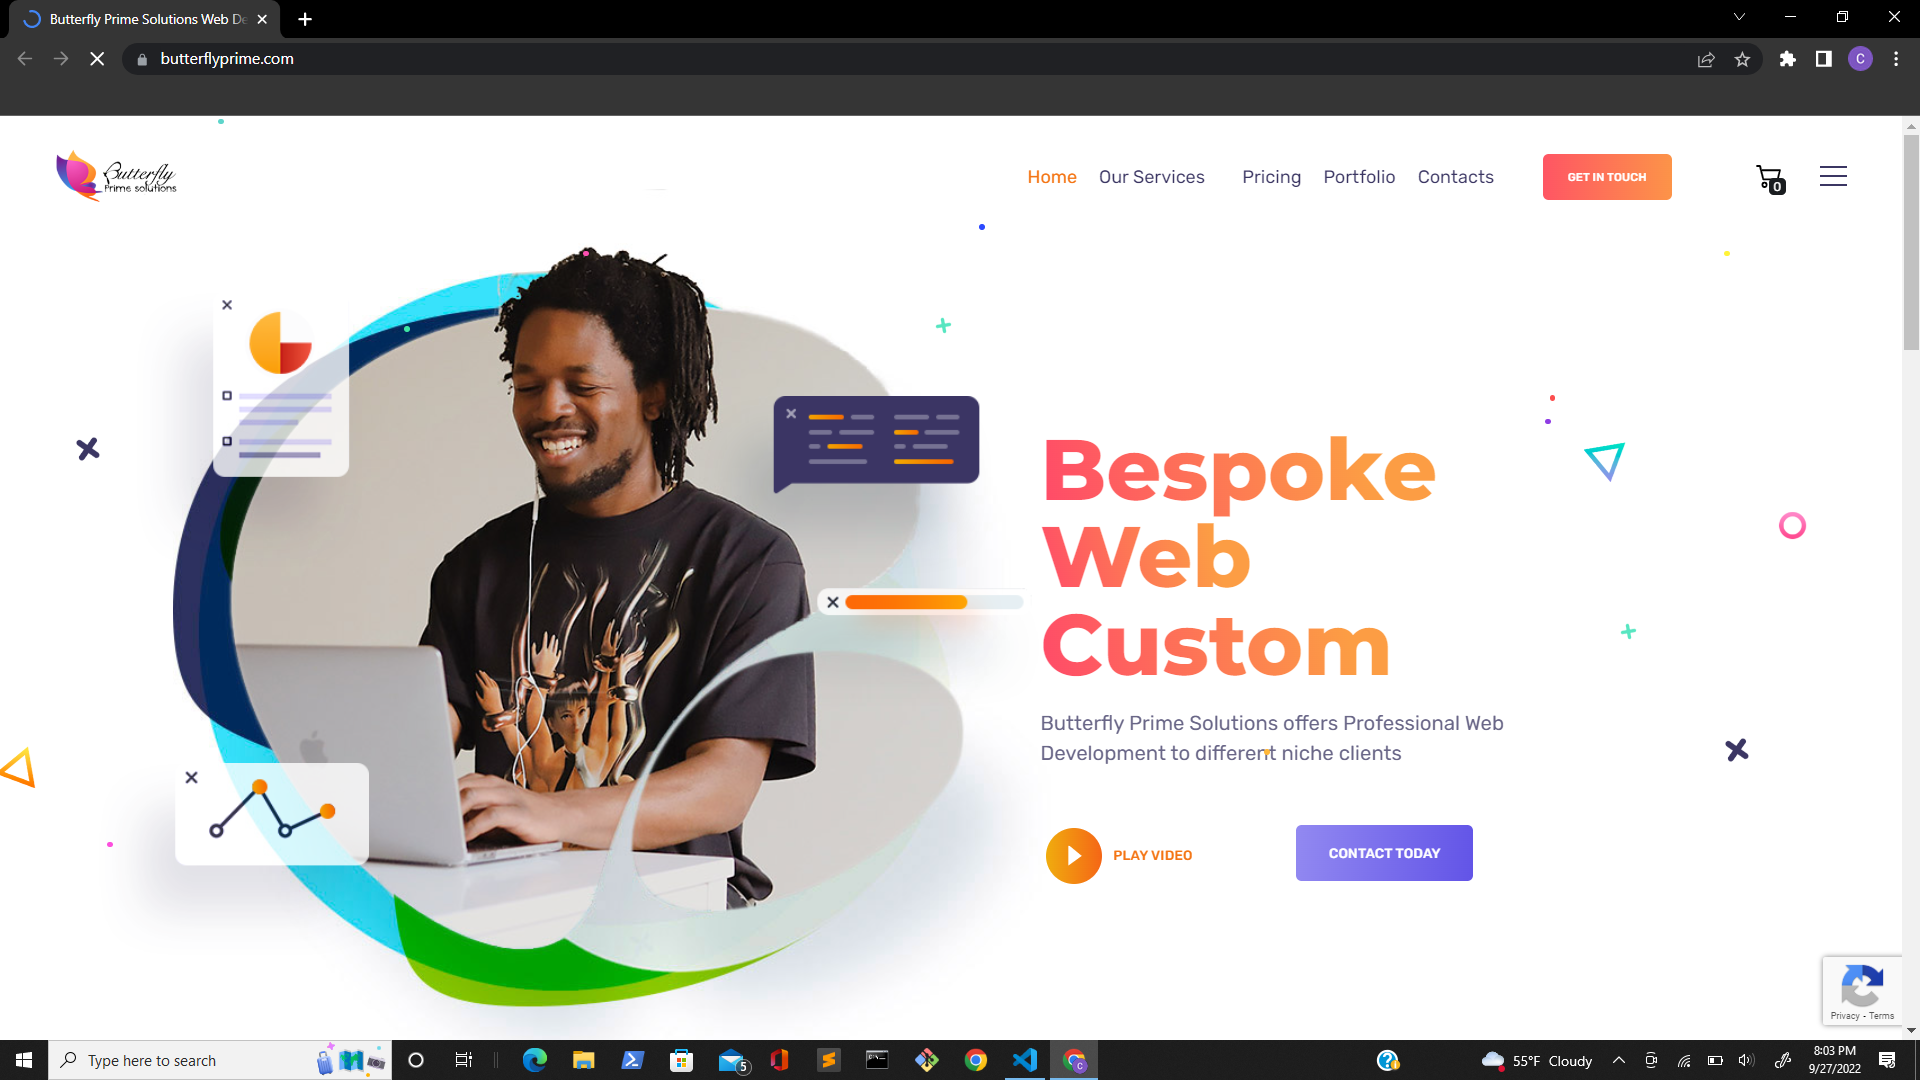 Butterfly Prime Solutions Web De
butterflyprime.com
C
Butterfly
Prime solutions
Home
Our Services
Pricing
Portfolio
Contacts
GET IN TOUCH
0
Bespoke
Web
Custom
Butterfly Prime Solutions offers Professional Web
Development to different niche clients
PLAY VIDEO
CONTACT TODAY
Privacy - Terms
Type here to search
5
C
55°F Cloudy
8:03 PM
9/27/2022